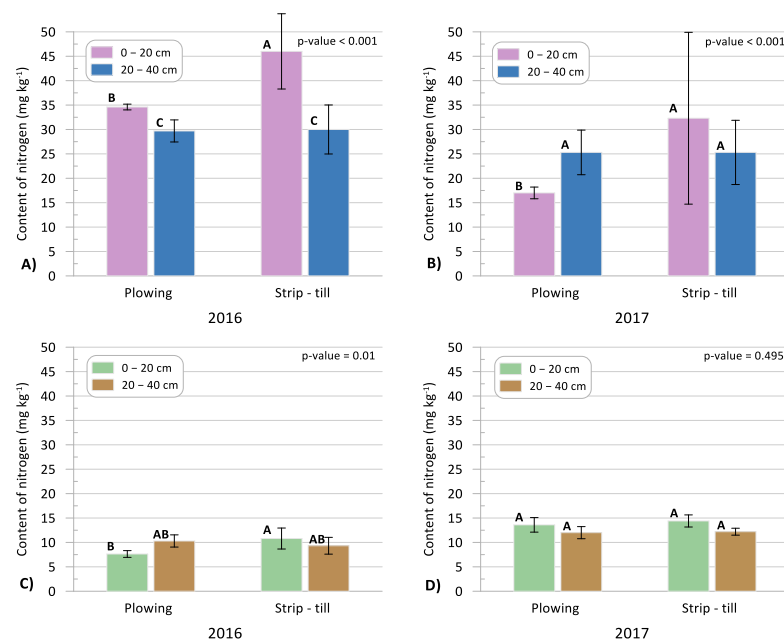 Content of nitrogen (mg kg⁻¹)
50
45
40
35
30
25
20
15
10
5
0
0 – 20 cm
20 – 40 cm
p-value < 0.001
B
C
A
C
A)
Plowing
Strip - till
2016
Content of nitrogen (mg kg⁻¹)
50
45
40
35
30
25
20
15
10
5
0
0 – 20 cm
20 – 40 cm
p-value < 0.001
B
A
A
A
B)
Plowing
Strip - till
2017
Content of nitrogen (mg kg⁻¹)
50
45
40
35
30
25
20
15
10
5
0
0 – 20 cm
20 – 40 cm
p-value = 0.01
B
AB
A
AB
C)
Plowing
Strip - till
2016
Content of nitrogen (mg kg⁻¹)
50
45
40
35
30
25
20
15
10
5
0
0 – 20 cm
20 – 40 cm
p-value = 0.495
A
A
A
A
D)
Plowing
Strip - till
2017